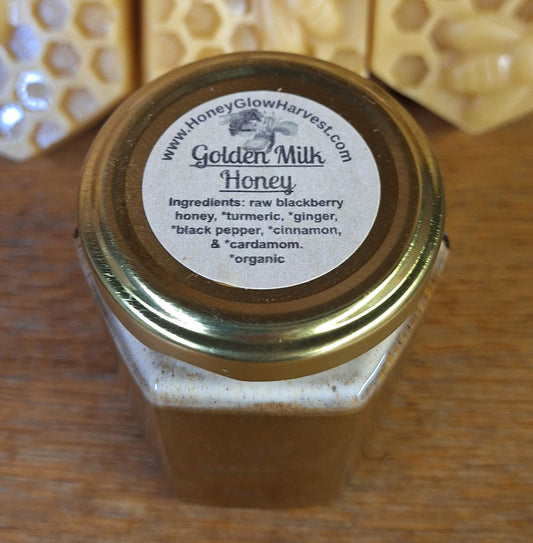 www.HoneyGlowHarvest.com
Golden Milk
Honey
Ingredients: raw blackberry
honey, *turmeric, *ginger,
*black pepper, *cinnamon,
& *cardamom.
*organic